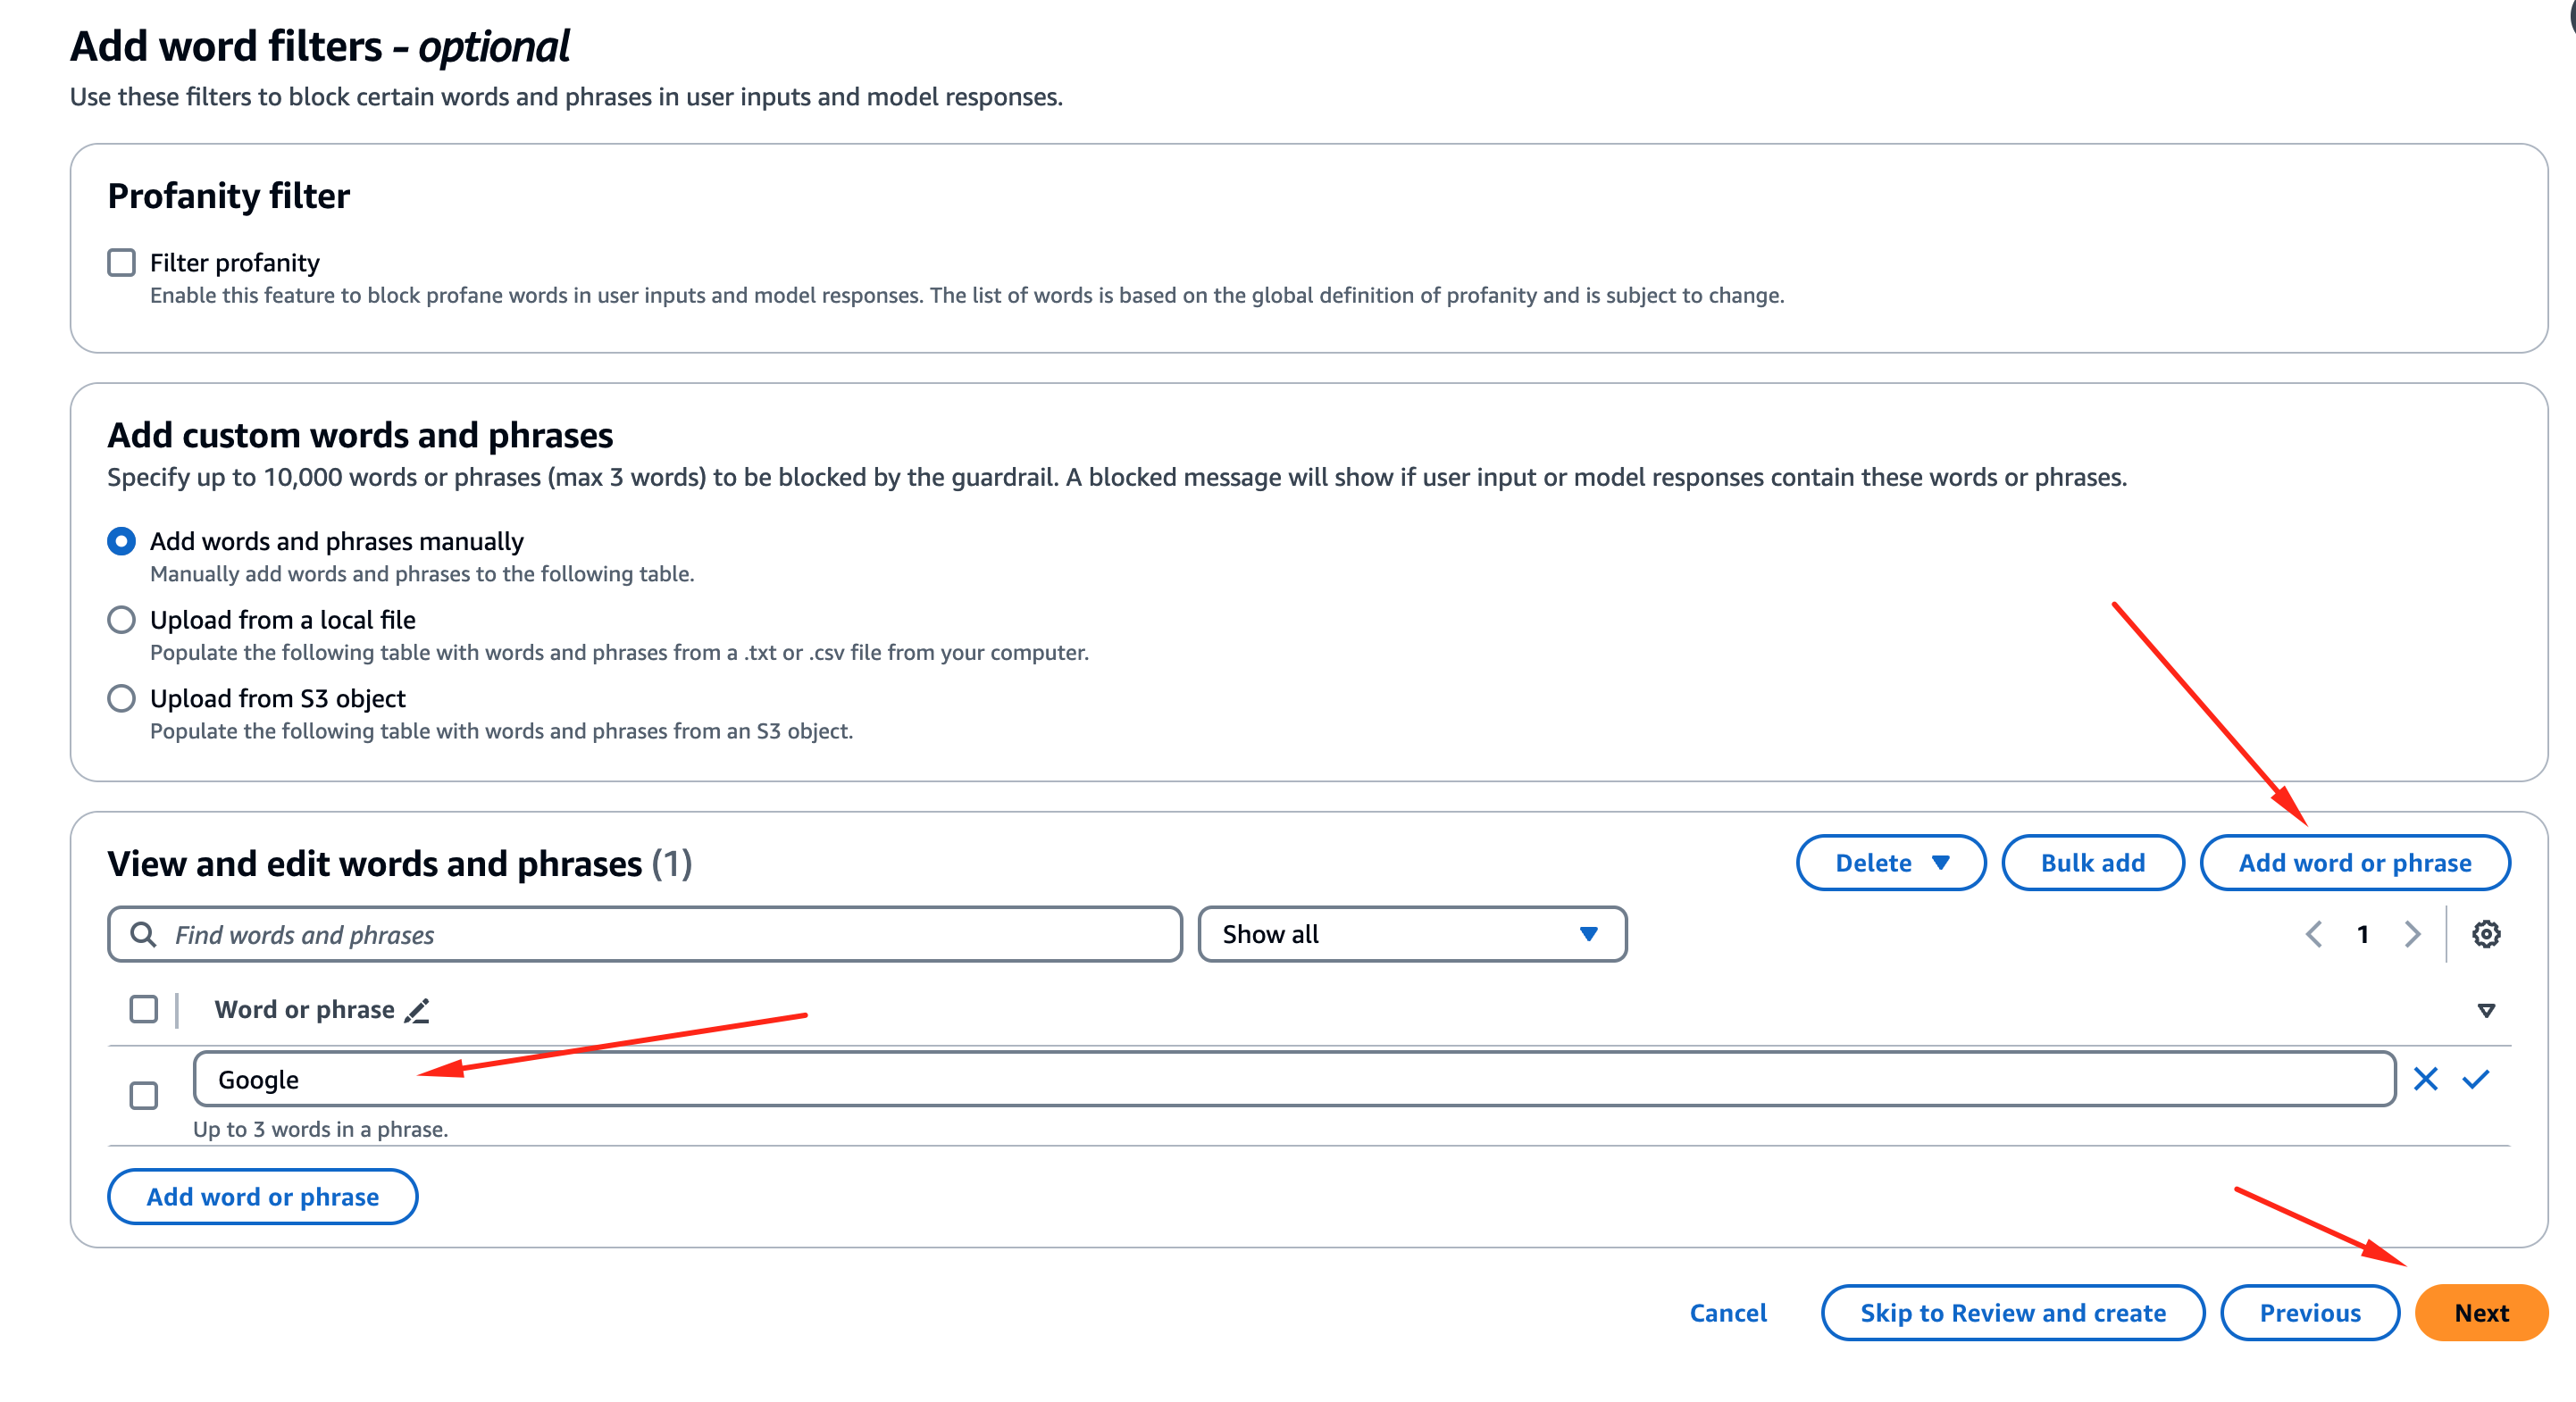 Add word filters - optional
Use these filters to block certain words and phrases in user inputs and model responses.
Profanity filter
Filter profanity
Enable this feature to block profane words in user inputs and model responses. The list of words is based on the global definition of profanity and is subject to change.
Add custom words and phrases
Specify up to 10,000 words or phrases (max 3 words) to be blocked by the guardrail. A blocked message will show if user input or model responses contain these words or phrases.
Add words and phrases manually
Manually add words and phrases to the following table.
Upload from a local file
Populate the following table with words and phrases from a .txt or .csv file from your computer.
Upload from S3 object
Populate the following table with words and phrases from an S3 object.
View and edit words and phrases (1)
Delete
Bulk add
Add word or phrase
Find words and phrases
Show all
1
Word or phrase
Google
Up to 3 words in a phrase.
Add word or phrase
Cancel
Skip to Review and create
Previous
Next